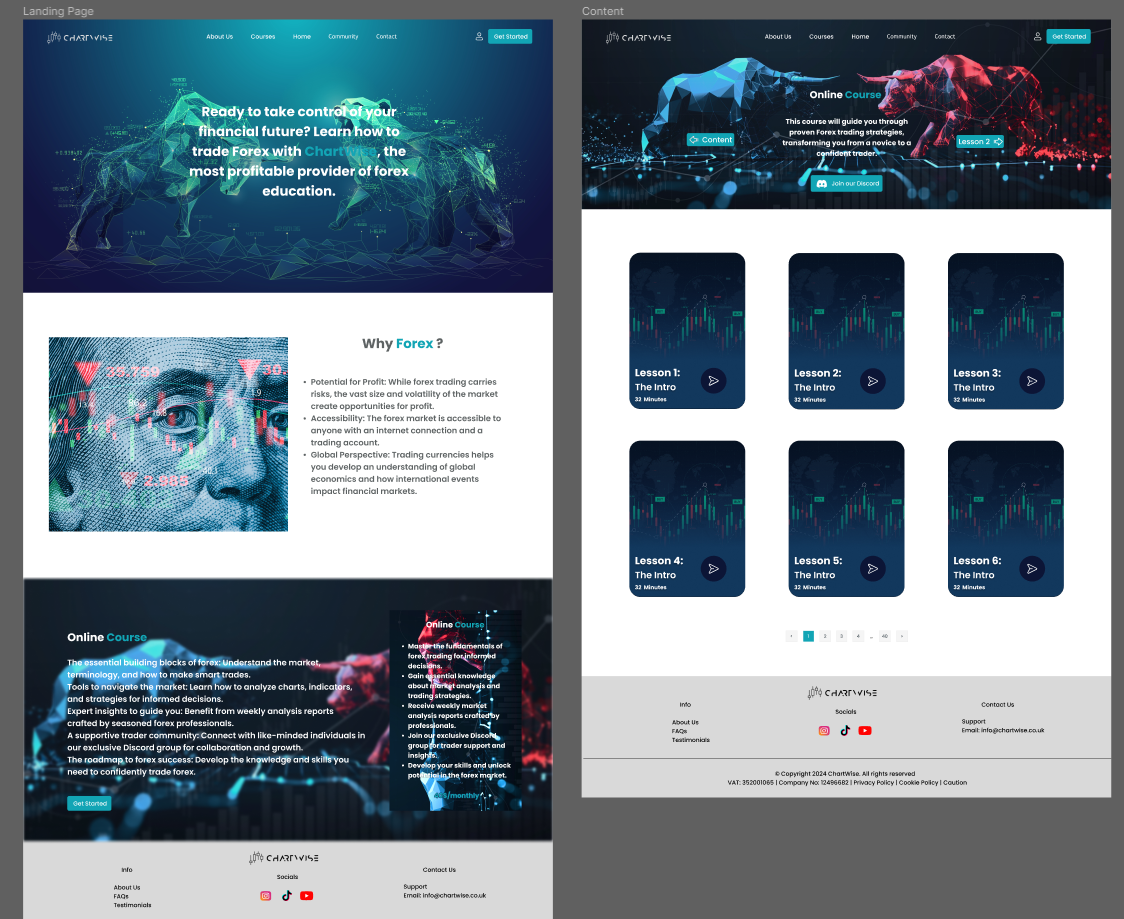 Landing Page
CHARTWISE
About Us Courses Home Community Contact
Get Started
Ready to take control of your
financial future? Learn how to
trade Forex with ChartWise, the
most profitable provider of forex
education.
Why Forex ?
• Potential for Profit: While forex trading carries
risks, the vast size and volatility of the market
create opportunities for profit.
• Accessibility: The forex market is accessible to
anyone with an internet connection and a
trading account.
• Global Perspective: Trading currencies helps
you develop an understanding of global
economics and how international events
impact financial markets.
Online Course
The essential building blocks of forex: Understand the market,
terminology, and how to make smart trades.
Tools to navigate the market: Learn how to analyze charts, indicators,
and strategies for informed decisions.
Expert insights to guide you: Benefit from weekly analysis reports
crafted by seasoned forex professionals.
A supportive trader community: Connect with like-minded individuals in
our exclusive Discord group for collaboration and growth.
The roadmap to forex success: Develop the knowledge and skills you
need to confidently trade forex.
Get Started
Online Course
• Master the fundamentals of
forex trading for informed
decisions.
• Gain essential knowledge
about market analysis and
trading strategies.
• Receive weekly market
analysis reports crafted by
professionals.
• Join our exclusive Discord
group for trader support and
insights.
• Develop your skills and unlock
potential in the forex market.
/monthly
CHARTWISE
Info
About Us
FAQs
Testimonials
Socials
Contact Us
Support
Email: info@chartwise.co.uk
Content
CHARTWISE
About Us Courses Home Community Contact
Get Started
Online Course
This course will guide you through
proven Forex trading strategies,
transforming you from a novice to a
confident trader.
Content
Lesson 2
Join our Discord
Lesson 1:
The Intro
32 Minutes
Lesson 2:
The Intro
32 Minutes
Lesson 3:
The Intro
32 Minutes
Lesson 4:
The Intro
32 Minutes
Lesson 5:
The Intro
32 Minutes
Lesson 6:
The Intro
32 Minutes
1 2 3 4 ... 40
CHARTWISE
Info
About Us
FAQs
Testimonials
Socials
Contact Us
Support
Email: info@chartwise.co.uk
© Copyright 2024 ChartWise. All rights reserved
VAT: 352001065 | Company No: 12496682 | Privacy Policy | Cookie Policy | Caution